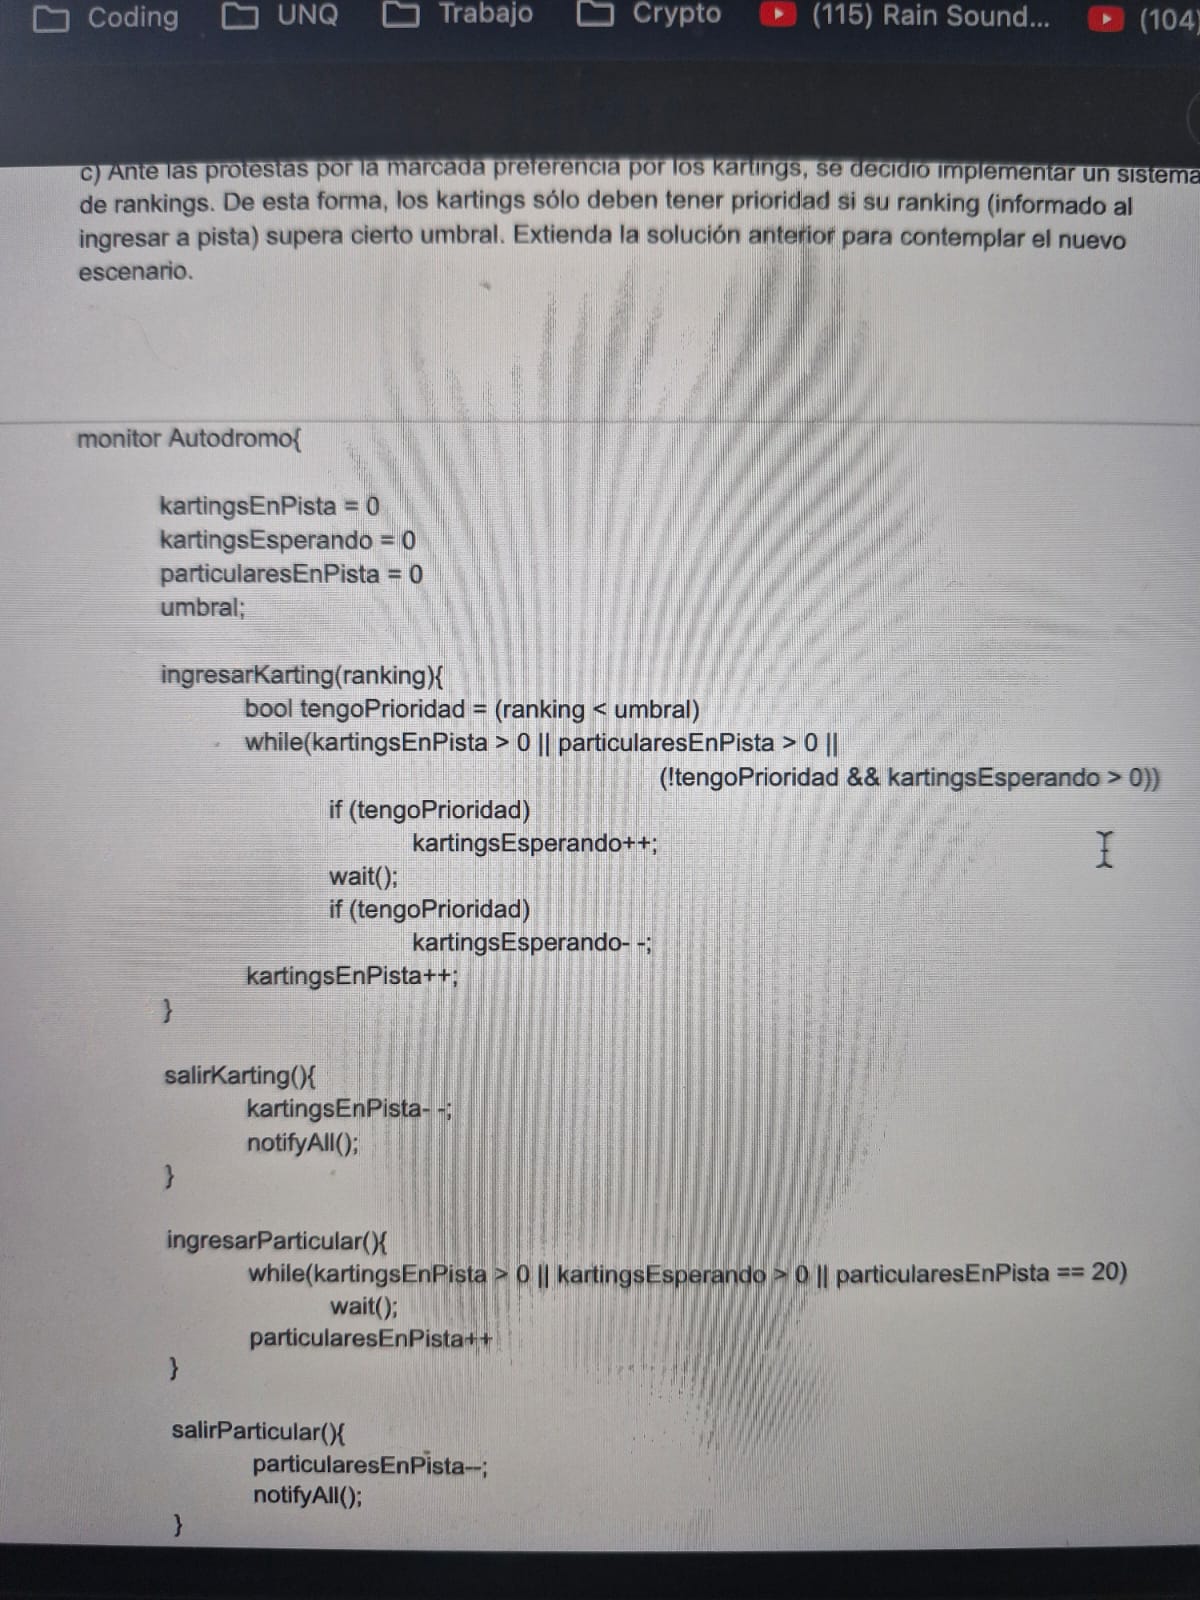 Coding UNQ Trabajo Crypto (115) Rain Sound... (104)
c) Ante las protestas por la marcada preferencia por los kartings, se decidió implementar un sistema
de rankings. De esta forma, los kartings sólo deben tener prioridad si su ranking (informado al
ingresar a pista) supera cierto umbral. Extienda la solución anterior para contemplar el nuevo
escenario.
monitor Autodromo{
kartingsEnPista = 0
kartingsEsperando = 0
particularesEnPista = 0
umbral;
ingresarKarting(ranking){
bool tengoPrioridad = (ranking < umbral)
while(kartingsEnPista > 0 || particularesEnPista > 0 ||
(!tengoPrioridad && kartingsEsperando > 0))
if (tengoPrioridad)
kartingsEsperando++;
wait();
if (tengoPrioridad)
kartingsEsperando- -;
kartingsEnPista++;
}
salirKarting(){
kartingsEnPista- -;
notifyAll();
}
ingresarParticular(){
while(kartingsEnPista > 0 || kartingsEsperando > 0 || particularesEnPista == 20)
wait();
particularesEnPista++
}
salirParticular(){
particularesEnPista--;
notifyAll();
}